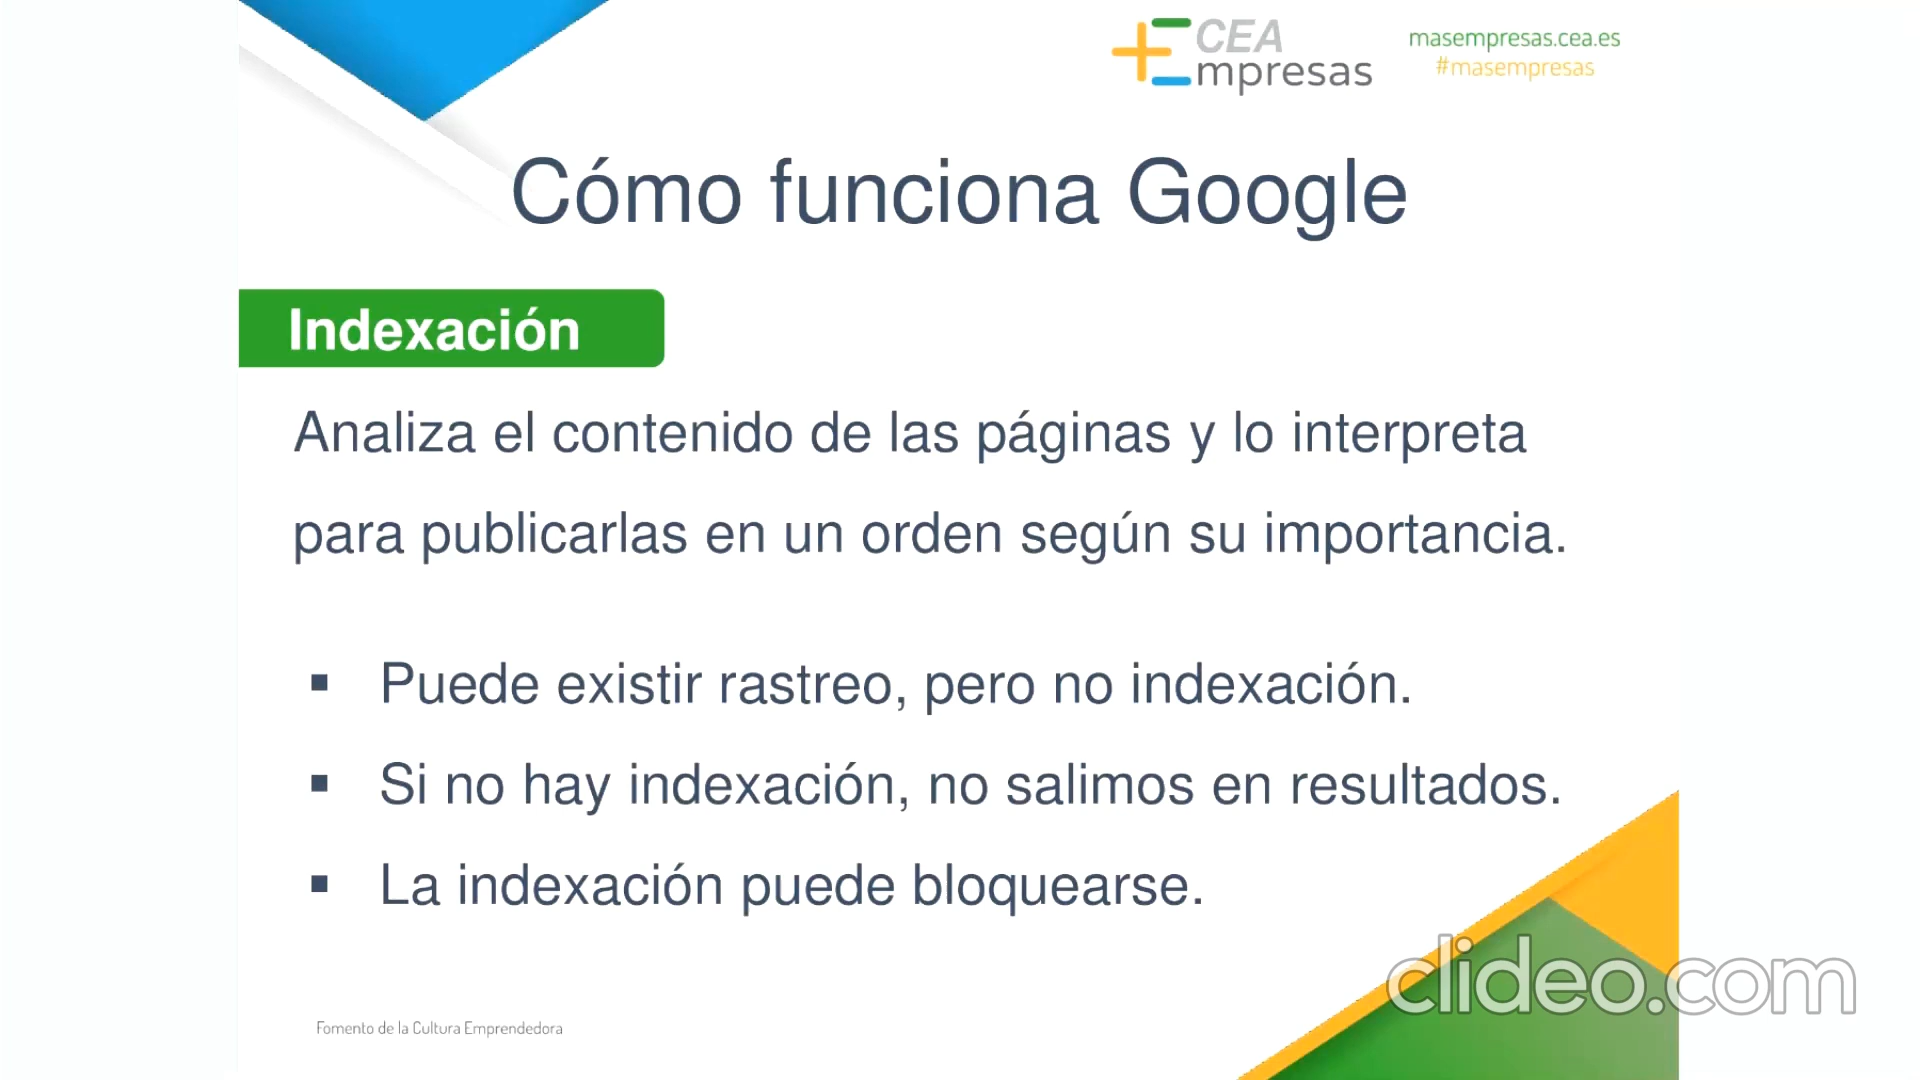 CEA
Empresas
masempresas.cea.es
#masempresas
Cómo funciona Google
Indexación
Analiza el contenido de las páginas y lo interpreta
para publicarlas en un orden según su importancia.
▪ Puede existir rastreo, pero no indexación.
▪ Si no hay indexación, no salimos en resultados.
▪ La indexación puede bloquearse.
clideo.com
Fomento de la Cultura Emprendedora